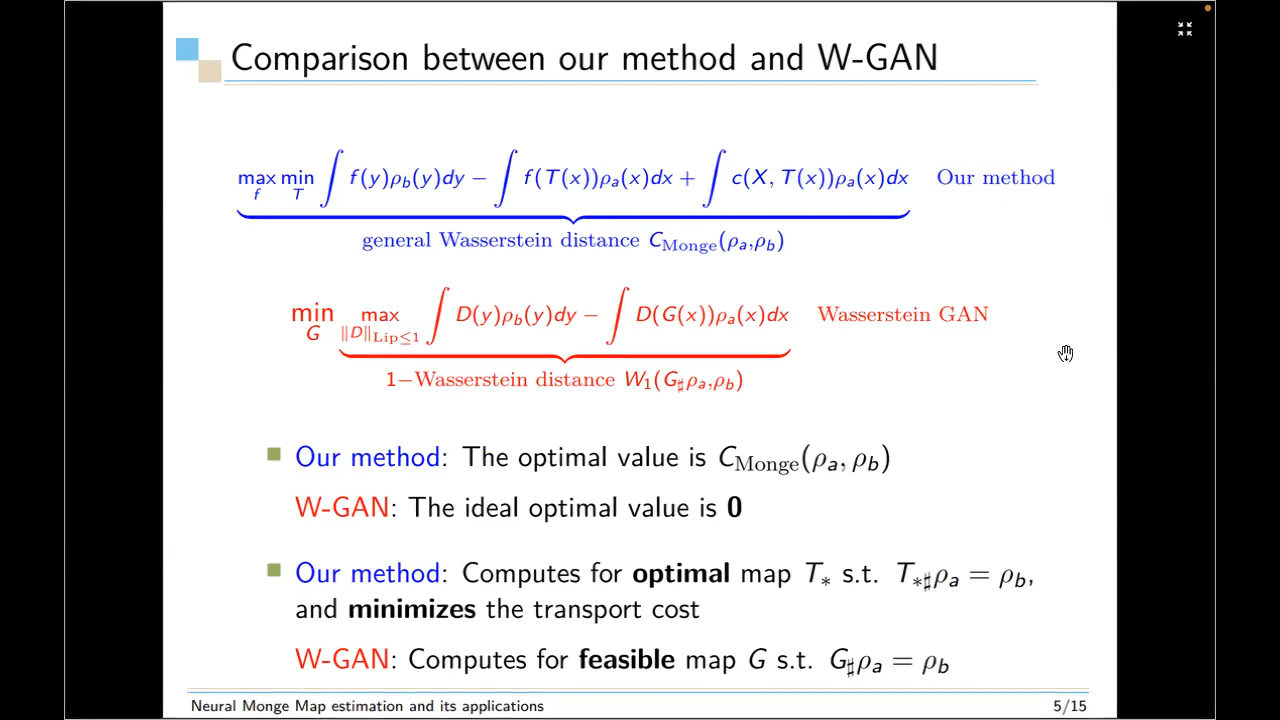 Comparison between our method and W-GAN
max_f min_T ∫ f(y)ρ_b(y)dy − ∫ f(T(x))ρ_a(x)dx + ∫ c(X, T(x))ρ_a(x)dx Our method
general Wasserstein distance C_Monge(ρ_a,ρ_b)
min_G max_{‖D‖_Lip≤1} ∫ D(y)ρ_b(y)dy − ∫ D(G(x))ρ_a(x)dx Wasserstein GAN
1−Wasserstein distance W_1(G_♯ρ_a,ρ_b)
Our method: The optimal value is C_Monge(ρ_a, ρ_b)
W-GAN: The ideal optimal value is 0
Our method: Computes for optimal map T_* s.t. T_{*♯}ρ_a = ρ_b,
and minimizes the transport cost
W-GAN: Computes for feasible map G s.t. G_♯ρ_a = ρ_b
Neural Monge Map estimation and its applications 5/15